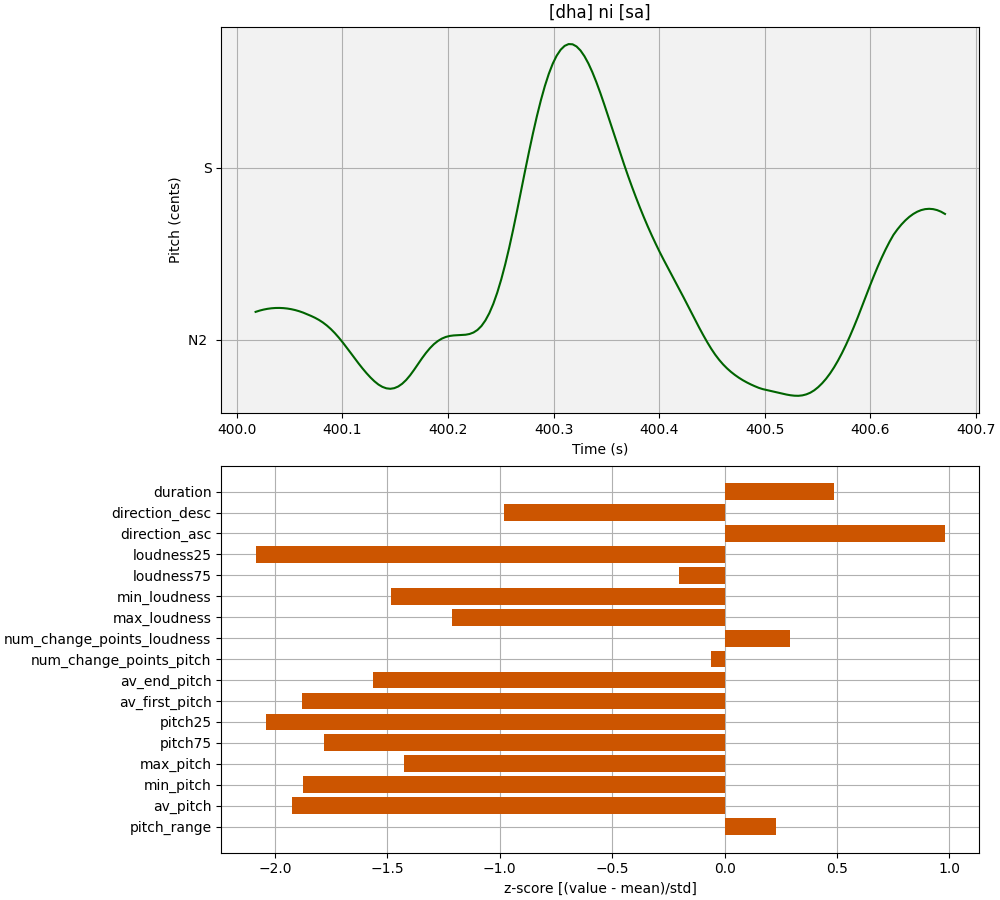 [dha] ni [sa]
Pitch (cents)
S
N2
400.0 400.1 400.2 400.3 400.4 400.5 400.6 400.7
Time (s)
duration
direction_desc
direction_asc
loudness25
loudness75
min_loudness
max_loudness
num_change_points_loudness
num_change_points_pitch
av_end_pitch
av_first_pitch
pitch25
pitch75
max_pitch
min_pitch
av_pitch
pitch_range
−2.0 −1.5 −1.0 −0.5 0.0 0.5 1.0
z-score [(value - mean)/std]